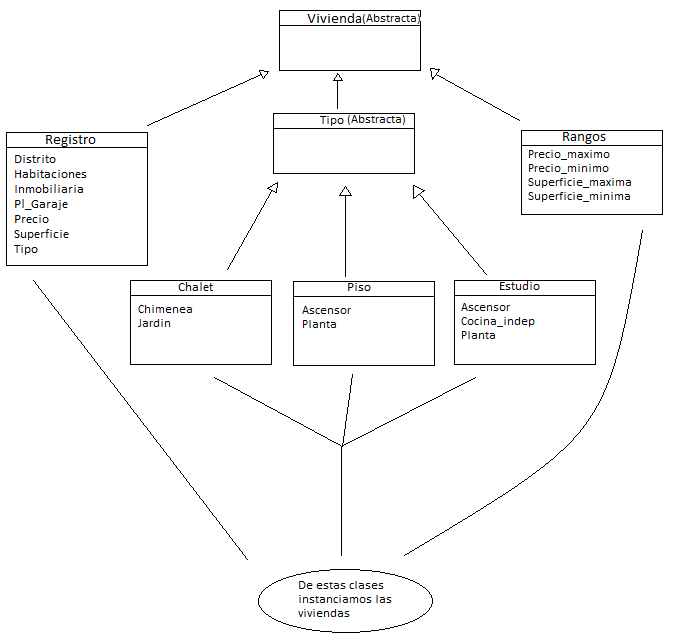 Vivienda(Abstracta)
Tipo (Abstracta)
Registro
Distrito
Habitaciones
Inmobiliaria
Pl_Garaje
Precio
Superficie
Tipo
Rangos
Precio_maximo
Precio_minimo
Superficie_maxima
Superficie_minima
Chalet
Chimenea
Jardin
Piso
Ascensor
Planta
Estudio
Ascensor
Cocina_indep
Planta
De estas clases
instanciamos las
viviendas